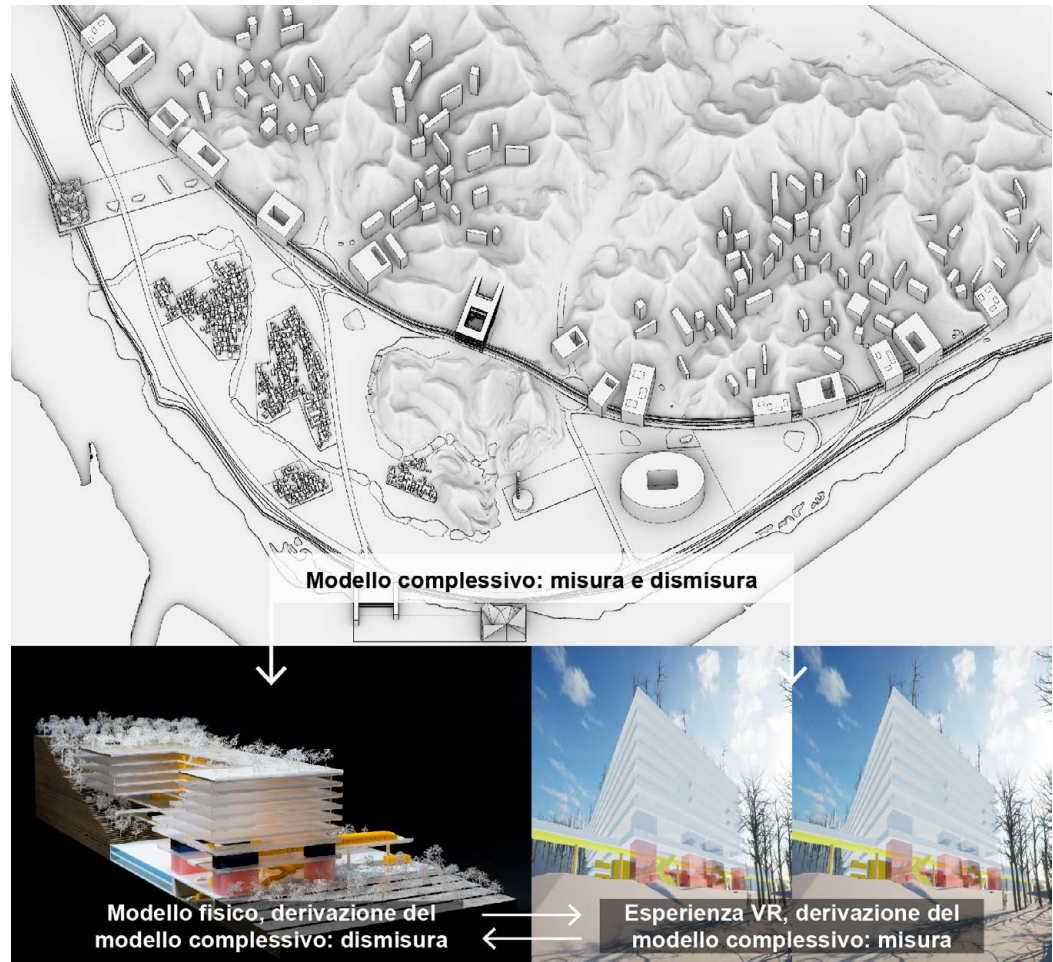 Modello complessivo: misura e dismisura
Modello fisico, derivazione del
modello complessivo: dismisura
Esperienza VR, derivazione del
modello complessivo: misura